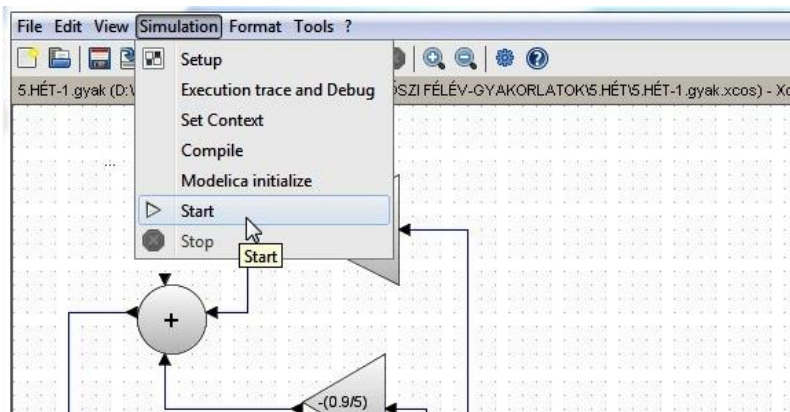 File Edit View Simulation Format Tools ?
Setup
5.HÉT-1.gyak (D:\
Execution trace and Debug
SZI FÉLÉV-GYAKORLATOK\5.HÉT\5.HÉT-1.gyak.xcos) - Xc
Set Context
Compile
...
Modelica initialize
Start
Stop
Start
+
-(0.9/5)